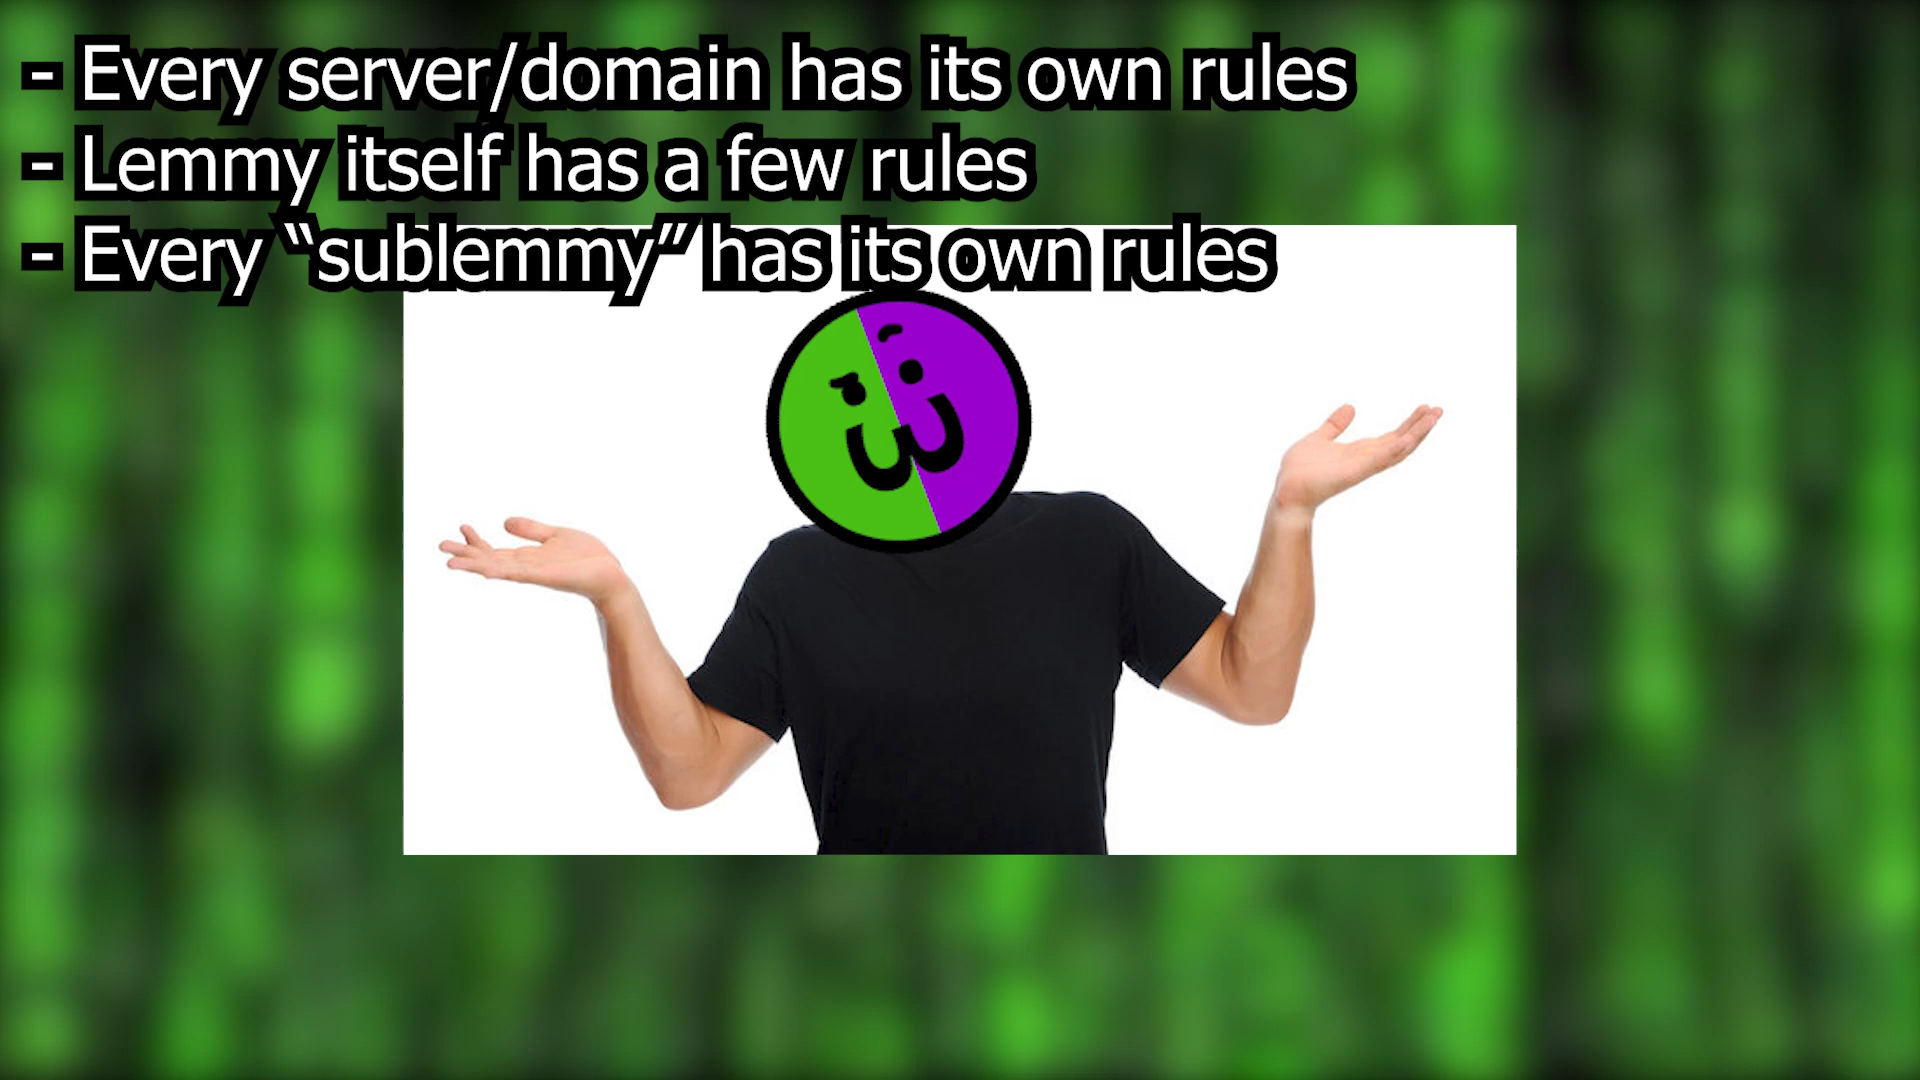 - Every server/domain has its own rules
- Lemmy itself has a few rules
- Every “sublemmy” has its own rules